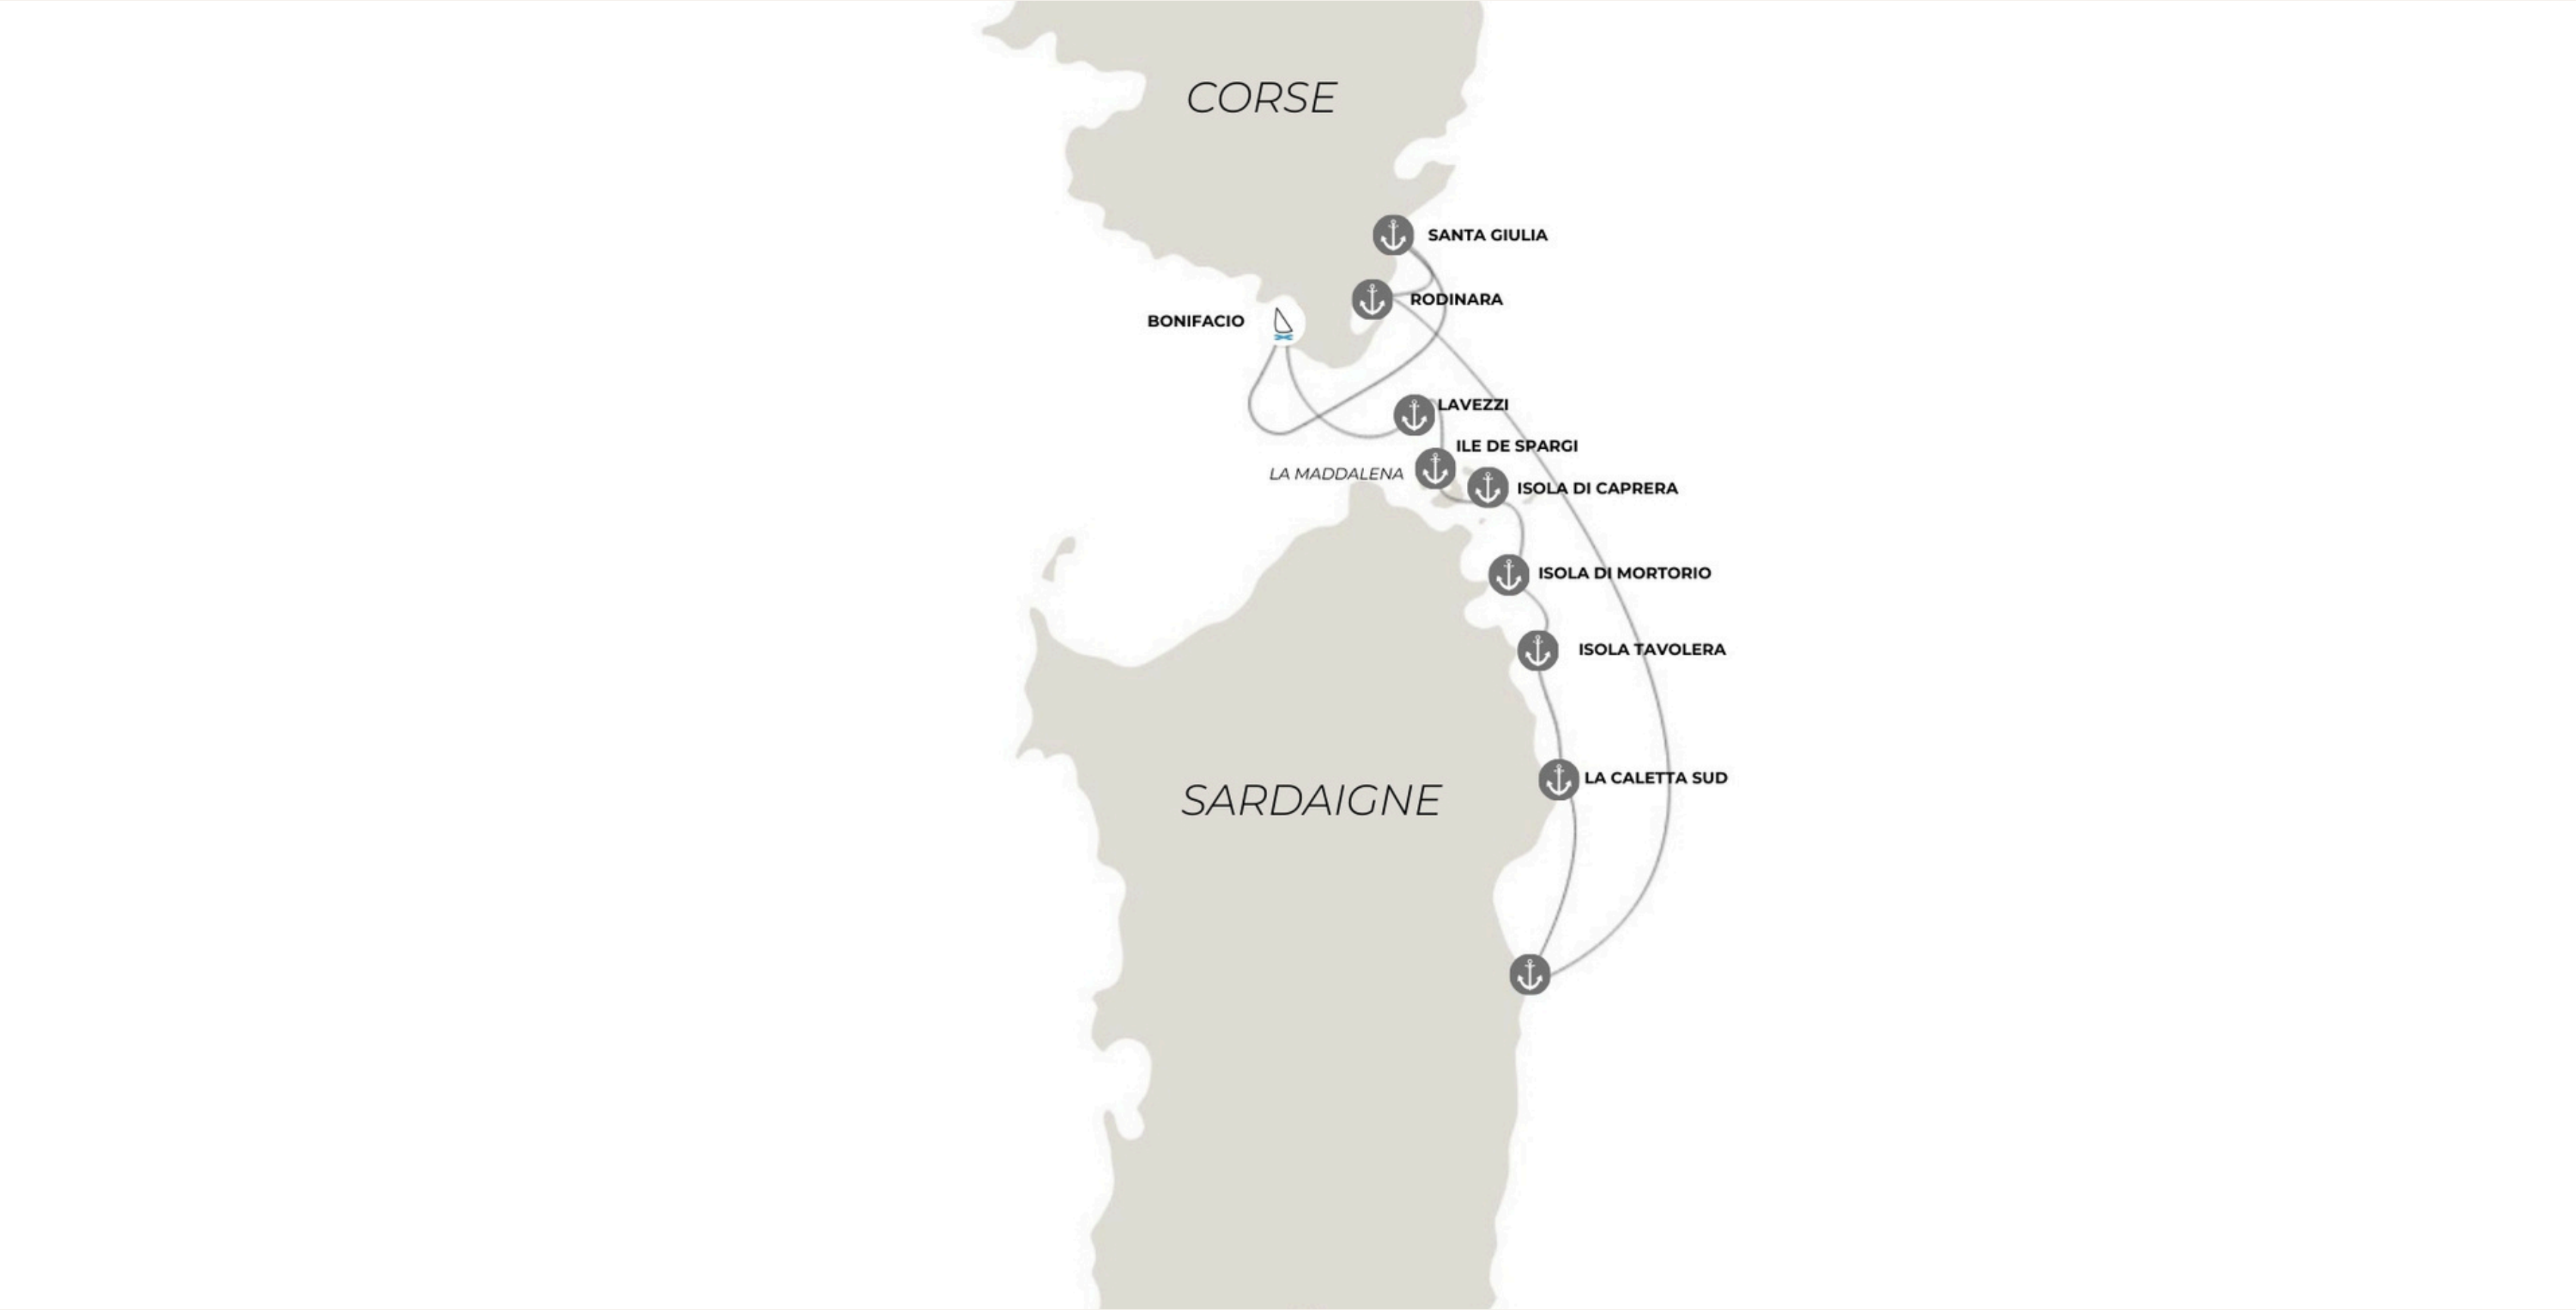 CORSE
SANTA GIULIA
RODINARA
BONIFACIO
LAVEZZI
ILE DE SPARGI
LA MADDALENA
ISOLA DI CAPRERA
ISOLA DI MORTORIO
ISOLA TAVOLERA
LA CALETTA SUD
SARDAIGNE